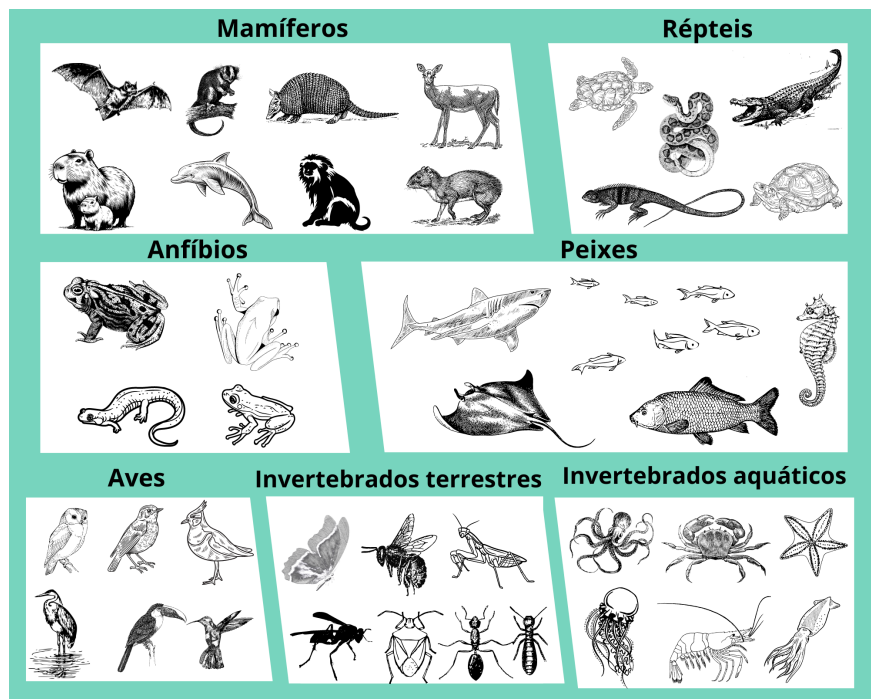 Mamíferos
Répteis
Anfíbios
Peixes
Aves
Invertebrados terrestres
Invertebrados aquáticos